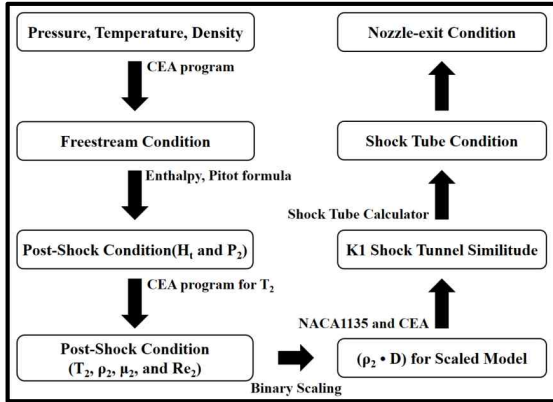 Pressure, Temperature, Density
CEA program
Freestream Condition
Enthalpy, Pitot formula
Post-Shock Condition(Hₜ and P₂)
CEA program for T₂
Post-Shock Condition
(T₂, ρ₂, μ₂, and Re₂)
Binary Scaling
(ρ₂ • D) for Scaled Model
NACA1135 and CEA
K1 Shock Tunnel Similitude
Shock Tube Calculator
Shock Tube Condition
Nozzle-exit Condition